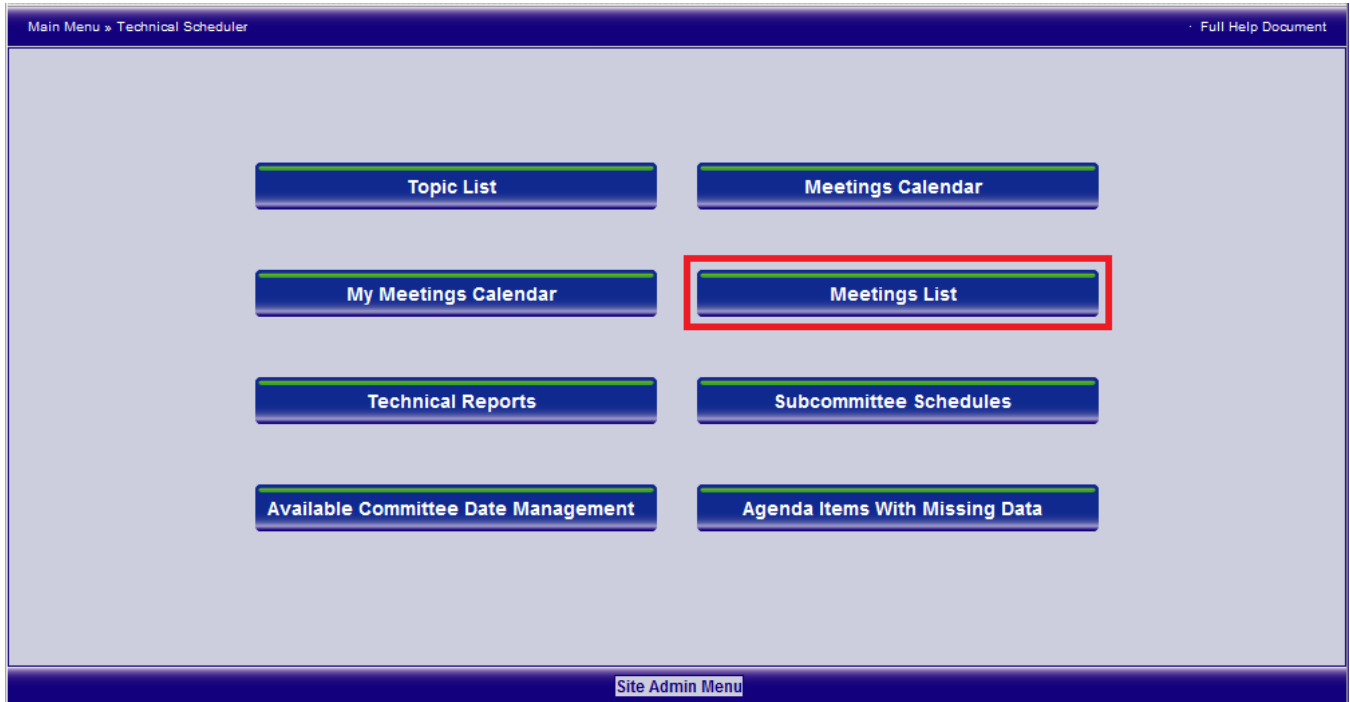 Main Menu » Technical Scheduler
· Full Help Document
Topic List
Meetings Calendar
My Meetings Calendar
Meetings List
Technical Reports
Subcommittee Schedules
Available Committee Date Management
Agenda Items With Missing Data
Site Admin Menu